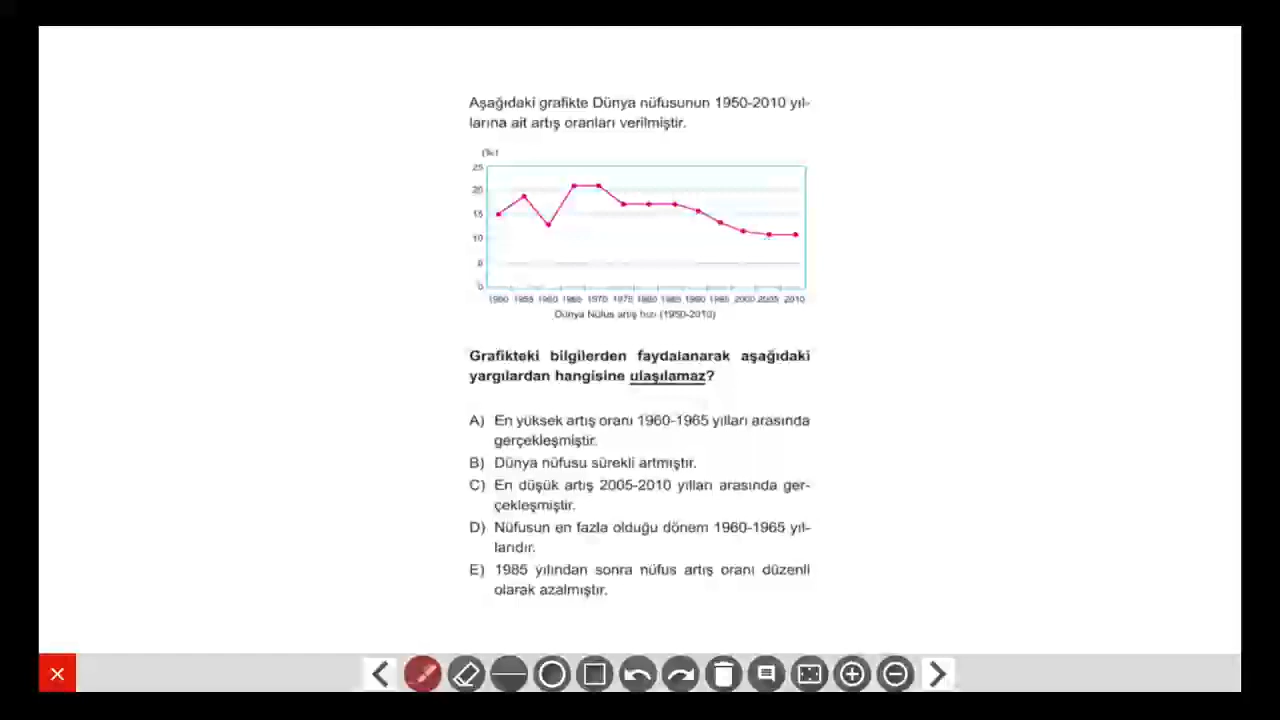 Aşağıdaki grafikte Dünya nüfusunun 1950-2010 yıl-
larına ait artış oranları verilmiştir.
25
20
15
10
5
0
1950 1955 1960 1965 1970 1975 1980 1985 1990 1995 2000 2005 2010
Dünya Nüfus artış hızı (1950-2010)
Grafikteki bilgilerden faydalanarak aşağıdaki
yargılardan hangisine ulaşılamaz?
A) En yüksek artış oranı 1960-1965 yılları arasında
gerçekleşmiştir.
B) Dünya nüfusu sürekli artmıştır.
C) En düşük artış 2005-2010 yılları arasında ger-
çekleşmiştir.
D) Nüfusun en fazla olduğu dönem 1960-1965 yıl-
larıdır.
E) 1985 yılından sonra nüfus artış oranı düzenli
olarak azalmıştır.